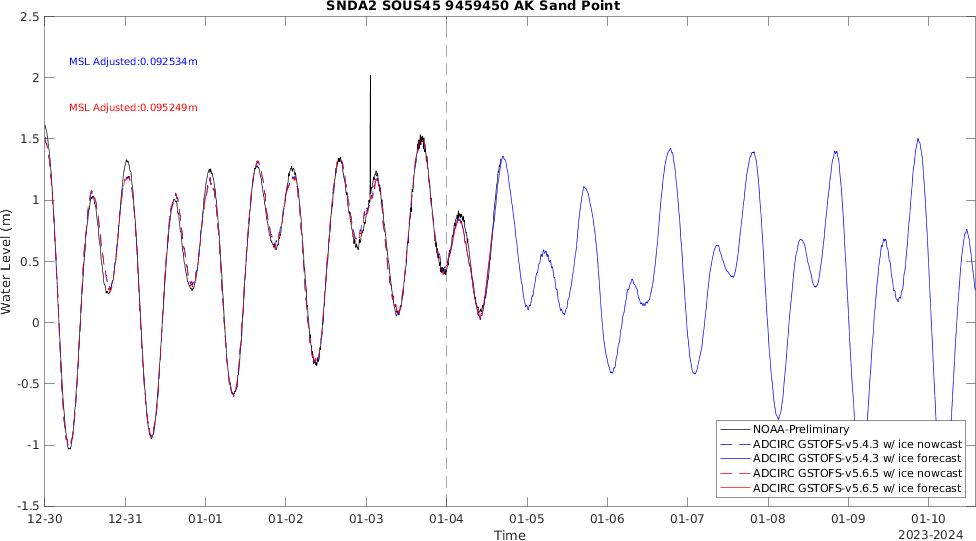 SNDA2 SOUS45 9459450 AK Sand Point
2.5
2
1.5
1
0.5
0
-0.5
-1
-1.5
Water Level (m)
MSL Adjusted:0.092534m
MSL Adjusted:0.095249m
NOAA-Preliminary
ADCIRC GSTOFS-v5.4.3 w/ ice nowcast
ADCIRC GSTOFS-v5.4.3 w/ ice forecast
ADCIRC GSTOFS-v5.6.5 w/ ice nowcast
ADCIRC GSTOFS-v5.6.5 w/ ice forecast
12-30 12-31 01-01 01-02 01-03 01-04 01-05 01-06 01-07 01-08 01-09 01-10
Time
2023-2024